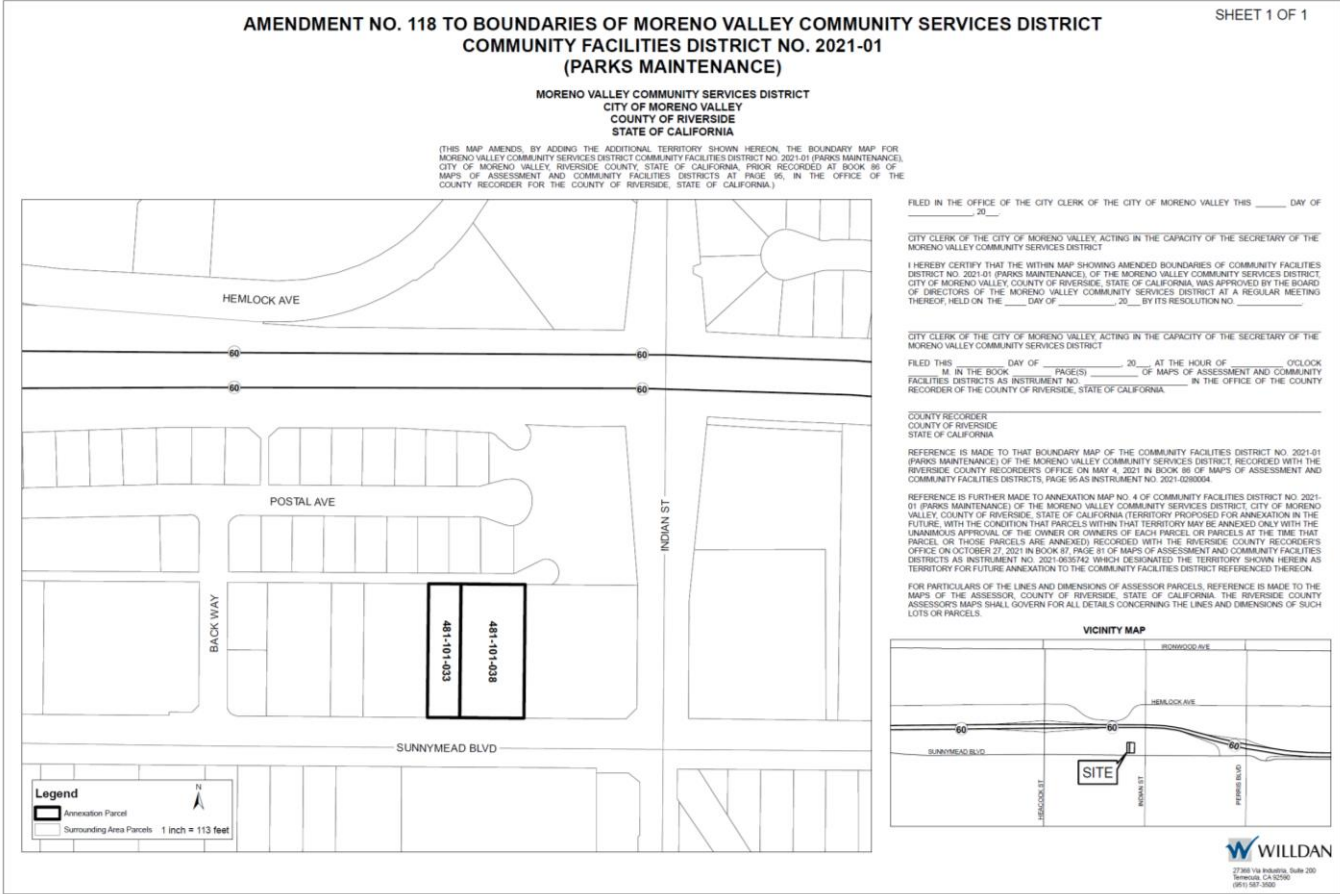 SHEET 1 OF 1
AMENDMENT NO. 118 TO BOUNDARIES OF MORENO VALLEY COMMUNITY SERVICES DISTRICT
COMMUNITY FACILITIES DISTRICT NO. 2021-01
(PARKS MAINTENANCE)
MORENO VALLEY COMMUNITY SERVICES DISTRICT
CITY OF MORENO VALLEY
COUNTY OF RIVERSIDE
STATE OF CALIFORNIA
(THIS MAP AMENDS, BY ADDING THE ADDITIONAL TERRITORY SHOWN HEREON, THE BOUNDARY MAP FOR
MORENO VALLEY COMMUNITY SERVICES DISTRICT COMMUNITY FACILITIES DISTRICT NO. 2021-01 (PARKS MAINTENANCE),
CITY OF MORENO VALLEY, RIVERSIDE COUNTY, STATE OF CALIFORNIA, PRIOR RECORDED AT BOOK 86 OF
MAPS OF ASSESSMENT AND COMMUNITY FACILITIES DISTRICTS AT PAGE 95, IN THE OFFICE OF THE
COUNTY RECORDER FOR THE COUNTY OF RIVERSIDE, STATE OF CALIFORNIA.)
HEMLOCK AVE
60
60
60
60
POSTAL AVE
INDIAN ST
BACK WAY
481-101-033
481-101-038
SUNNYMEAD BLVD
Legend
N
Annexation Parcel
Surrounding Area Parcels 1 inch = 113 feet
FILED IN THE OFFICE OF THE CITY CLERK OF THE CITY OF MORENO VALLEY THIS ______ DAY OF
____________, 20___.
CITY CLERK OF THE CITY OF MORENO VALLEY, ACTING IN THE CAPACITY OF THE SECRETARY OF THE
MORENO VALLEY COMMUNITY SERVICES DISTRICT
I HEREBY CERTIFY THAT THE WITHIN MAP SHOWING AMENDED BOUNDARIES OF COMMUNITY FACILITIES
DISTRICT NO. 2021-01 (PARKS MAINTENANCE), OF THE MORENO VALLEY COMMUNITY SERVICES DISTRICT,
CITY OF MORENO VALLEY, COUNTY OF RIVERSIDE, STATE OF CALIFORNIA, WAS APPROVED BY THE BOARD
OF DIRECTORS OF THE MORENO VALLEY COMMUNITY SERVICES DISTRICT AT A REGULAR MEETING
THEREOF, HELD ON THE ____ DAY OF __________, 20___ BY ITS RESOLUTION NO. ____________.
CITY CLERK OF THE CITY OF MORENO VALLEY, ACTING IN THE CAPACITY OF THE SECRETARY OF THE
MORENO VALLEY COMMUNITY SERVICES DISTRICT
FILED THIS ________ DAY OF ______________, 20___, AT THE HOUR OF _________ O'CLOCK
______ M. IN THE BOOK _______ PAGE(S) ________ OF MAPS OF ASSESSMENT AND COMMUNITY
FACILITIES DISTRICTS AS INSTRUMENT NO. __________________ IN THE OFFICE OF THE COUNTY
RECORDER OF THE COUNTY OF RIVERSIDE, STATE OF CALIFORNIA.
COUNTY RECORDER
COUNTY OF RIVERSIDE
STATE OF CALIFORNIA
REFERENCE IS MADE TO THAT BOUNDARY MAP OF THE COMMUNITY FACILITIES DISTRICT NO. 2021-01
(PARKS MAINTENANCE) OF THE MORENO VALLEY COMMUNITY SERVICES DISTRICT, RECORDED WITH THE
RIVERSIDE COUNTY RECORDER'S OFFICE ON MAY 4, 2021 IN BOOK 86 OF MAPS OF ASSESSMENT AND
COMMUNITY FACILITIES DISTRICTS, PAGE 95 AS INSTRUMENT NO. 2021-0280004.
REFERENCE IS FURTHER MADE TO ANNEXATION MAP NO. 4 OF COMMUNITY FACILITIES DISTRICT NO. 2021-
01 (PARKS MAINTENANCE) OF THE MORENO VALLEY COMMUNITY SERVICES DISTRICT, CITY OF MORENO
VALLEY, COUNTY OF RIVERSIDE, STATE OF CALIFORNIA (TERRITORY PROPOSED FOR ANNEXATION IN THE
FUTURE, WITH THE CONDITION THAT PARCELS WITHIN THAT TERRITORY MAY BE ANNEXED ONLY WITH THE
UNANIMOUS APPROVAL OF THE OWNER OR OWNERS OF EACH PARCEL OR PARCELS AT THE TIME THAT
PARCEL OR THOSE PARCELS ARE ANNEXED) RECORDED WITH THE RIVERSIDE COUNTY RECORDER'S
OFFICE ON OCTOBER 27, 2021 IN BOOK 87, PAGE 81 OF MAPS OF ASSESSMENT AND COMMUNITY FACILITIES
DISTRICTS AS INSTRUMENT NO. 2021-0635742 WHICH DESIGNATED THE TERRITORY SHOWN HEREIN AS
TERRITORY FOR FUTURE ANNEXATION TO THE COMMUNITY FACILITIES DISTRICT REFERENCED THEREON.
FOR PARTICULARS OF THE LINES AND DIMENSIONS OF ASSESSOR PARCELS, REFERENCE IS MADE TO THE
MAPS OF THE ASSESSOR, COUNTY OF RIVERSIDE, STATE OF CALIFORNIA. THE RIVERSIDE COUNTY
ASSESSOR'S MAPS SHALL GOVERN FOR ALL DETAILS CONCERNING THE LINES AND DIMENSIONS OF SUCH
LOTS OR PARCELS.
VICINITY MAP
IRONWOOD AVE
HEMLOCK AVE
60
60
60
SUNNYMEAD BLVD
SITE
HEACOCK ST
INDIAN ST
PERRIS BLVD
WILLDAN
27368 Via Industria, Suite 200
Temecula, CA 92590
(951) 587-3500